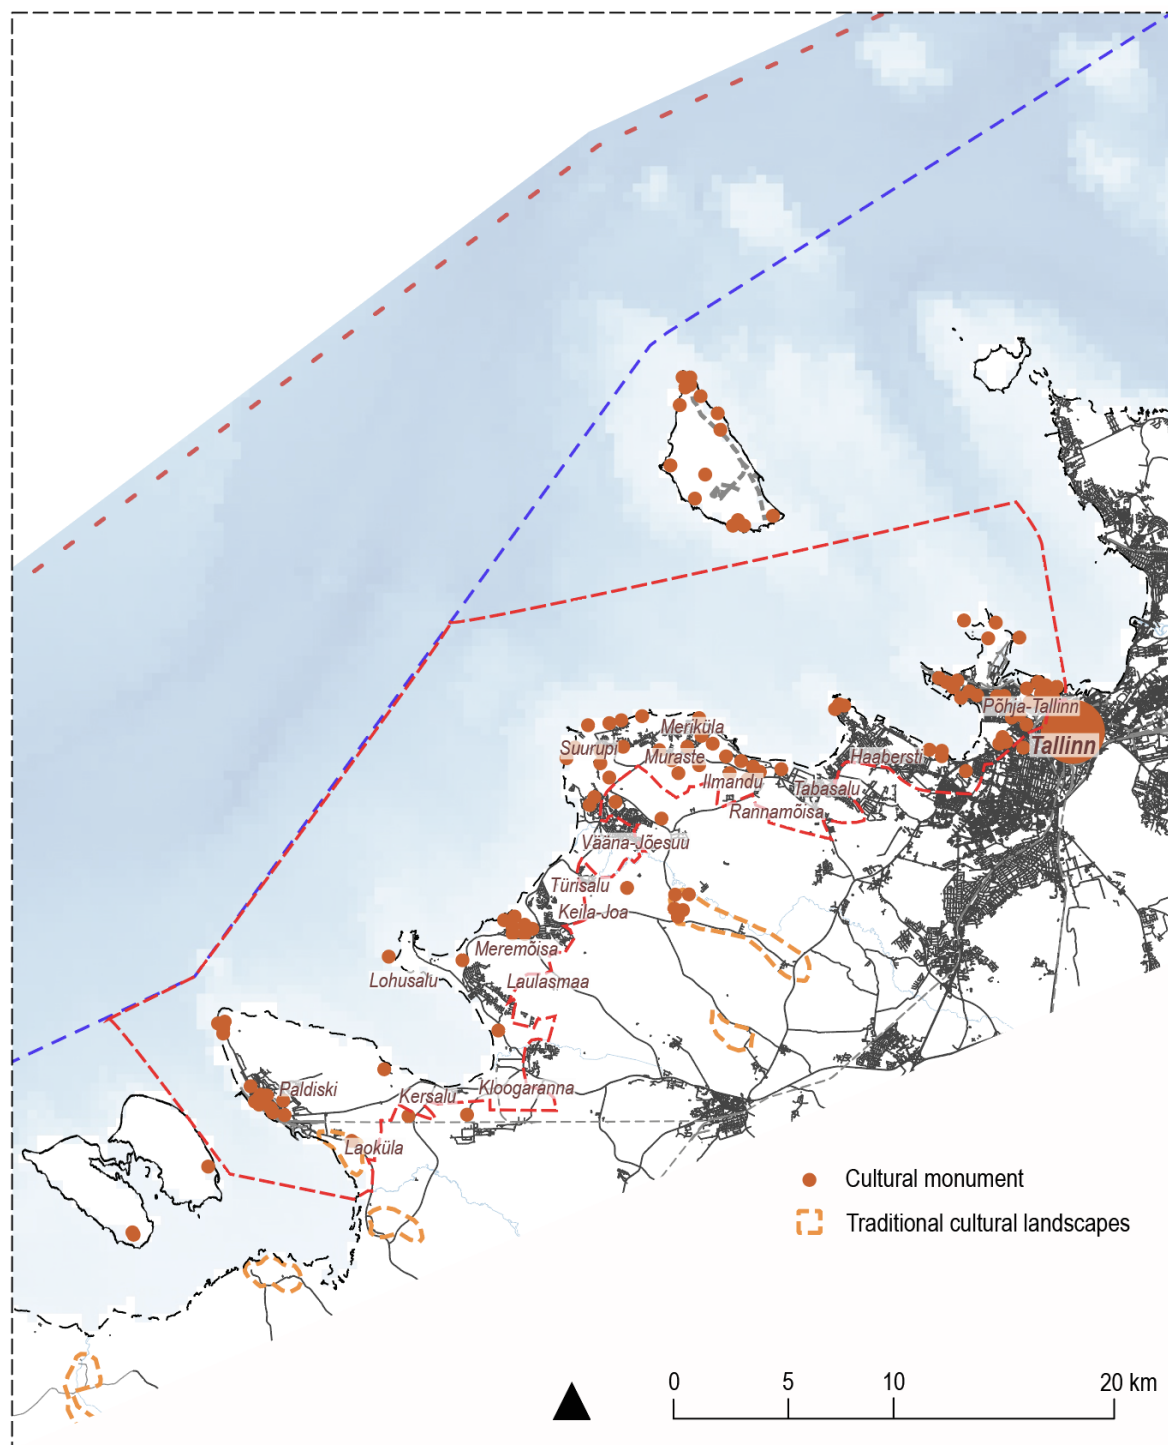 Põhja-Tallinn
Meriküla
Suurupi
Tallinn
Muraste
Haabersti
Ilmandu
Tabasalu
Rannamõisa
Vääna-Jõesuu
Türisalu
Keila-Joa
Meremõisa
Lohusalu
Laulasmaa
Paldiski
Kersalu
Kloogaranna
Laoküla
Cultural monument
Traditional cultural landscapes
0 5 10 20 km